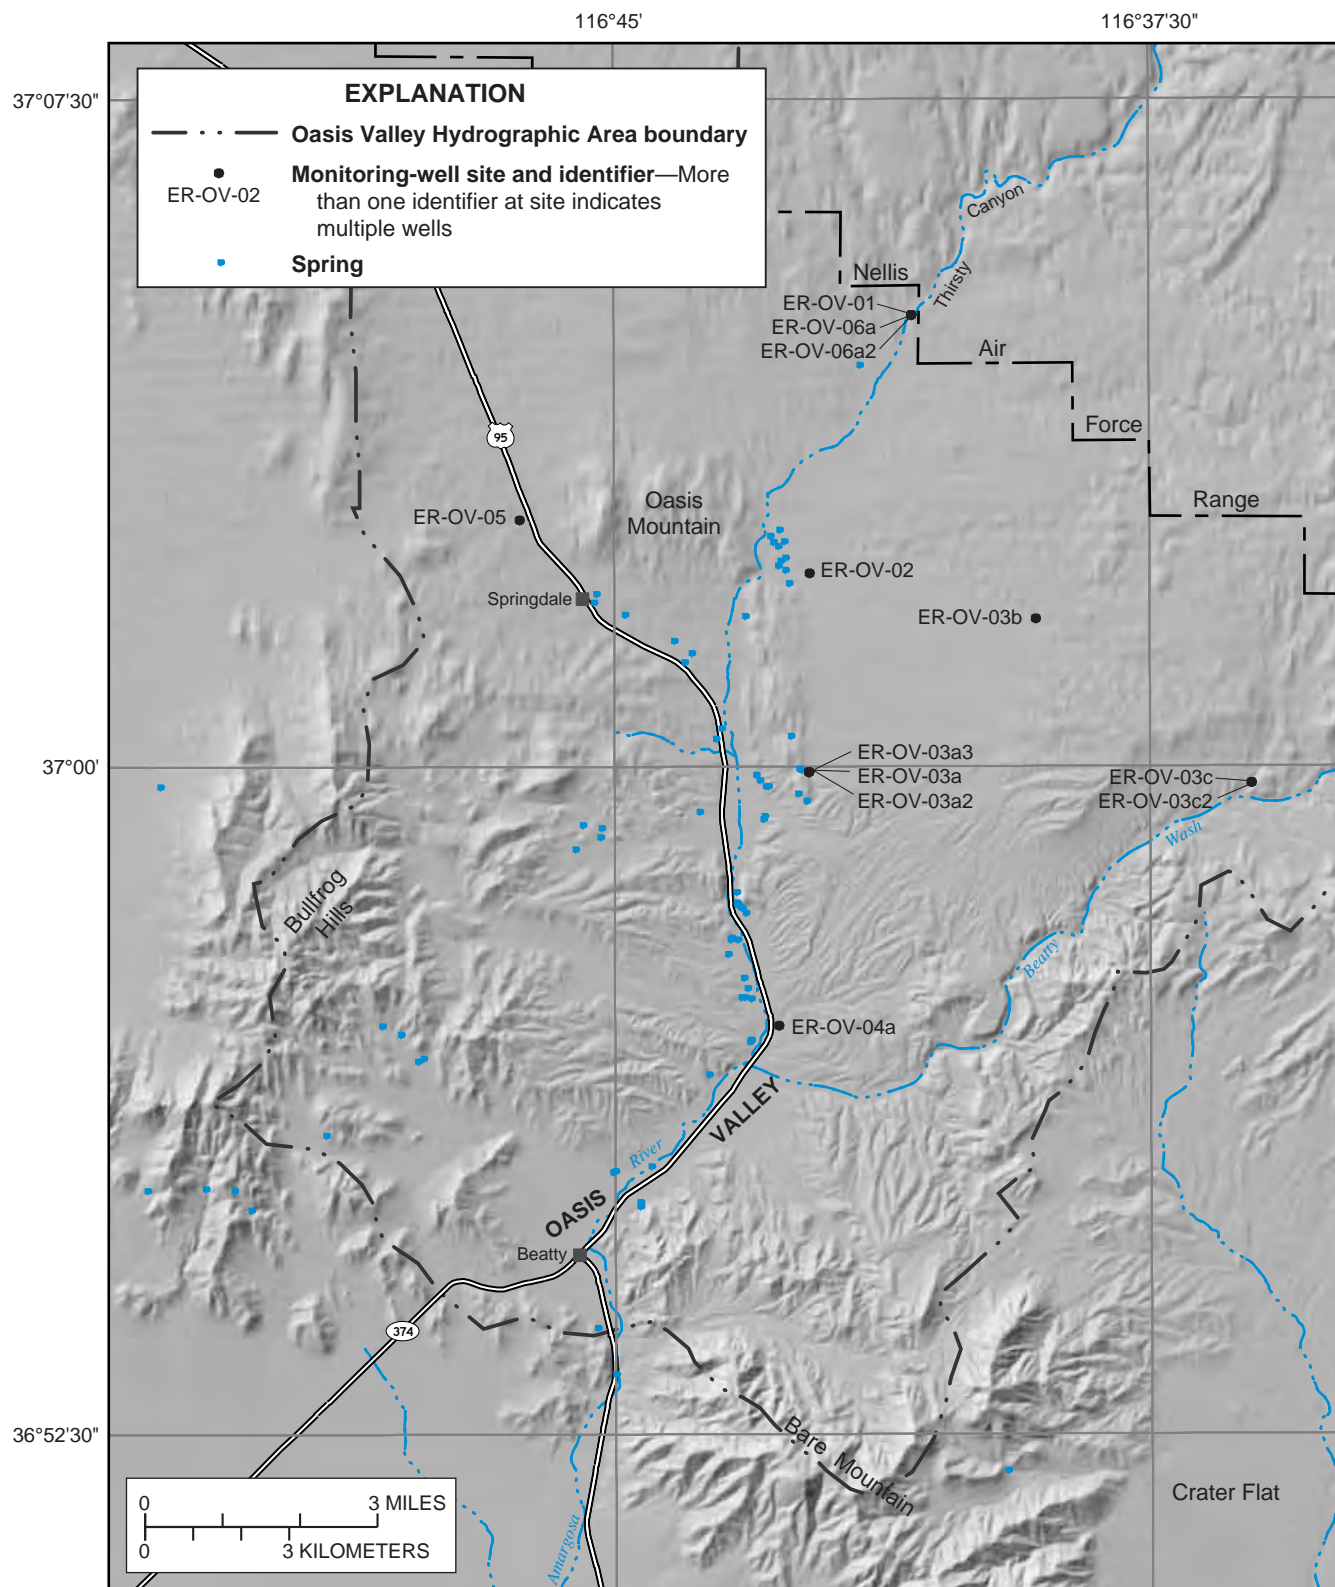 116°45'
116°37'30"
37°07'30"
EXPLANATION
Oasis Valley Hydrographic Area boundary
Monitoring-well site and identifier—More
than one identifier at site indicates
multiple wells
ER-OV-02
Spring
Canyon
Thirsty
Nellis
ER-OV-01
ER-OV-06a
ER-OV-06a2
Air
Force
95
Range
Oasis
Mountain
ER-OV-05
ER-OV-02
Springdale
ER-OV-03b
37°00'
ER-OV-03a3
ER-OV-03a
ER-OV-03a2
ER-OV-03c
ER-OV-03c2
Wash
Beatty
Bullfrog
Hills
ER-OV-04a
VALLEY
River
OASIS
Beatty
374
36°52'30"
Bare Mountain
Crater Flat
Amargosa
0 3 MILES
0 3 KILOMETERS